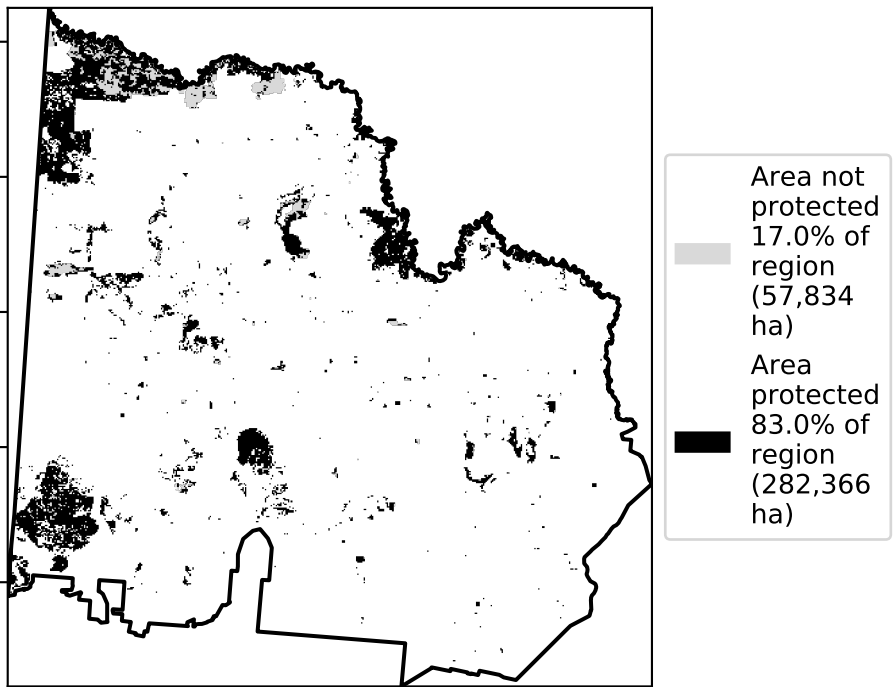 Area not
protected
17.0% of
region
(57,834
ha)
Area
protected
83.0% of
region
(282,366
ha)